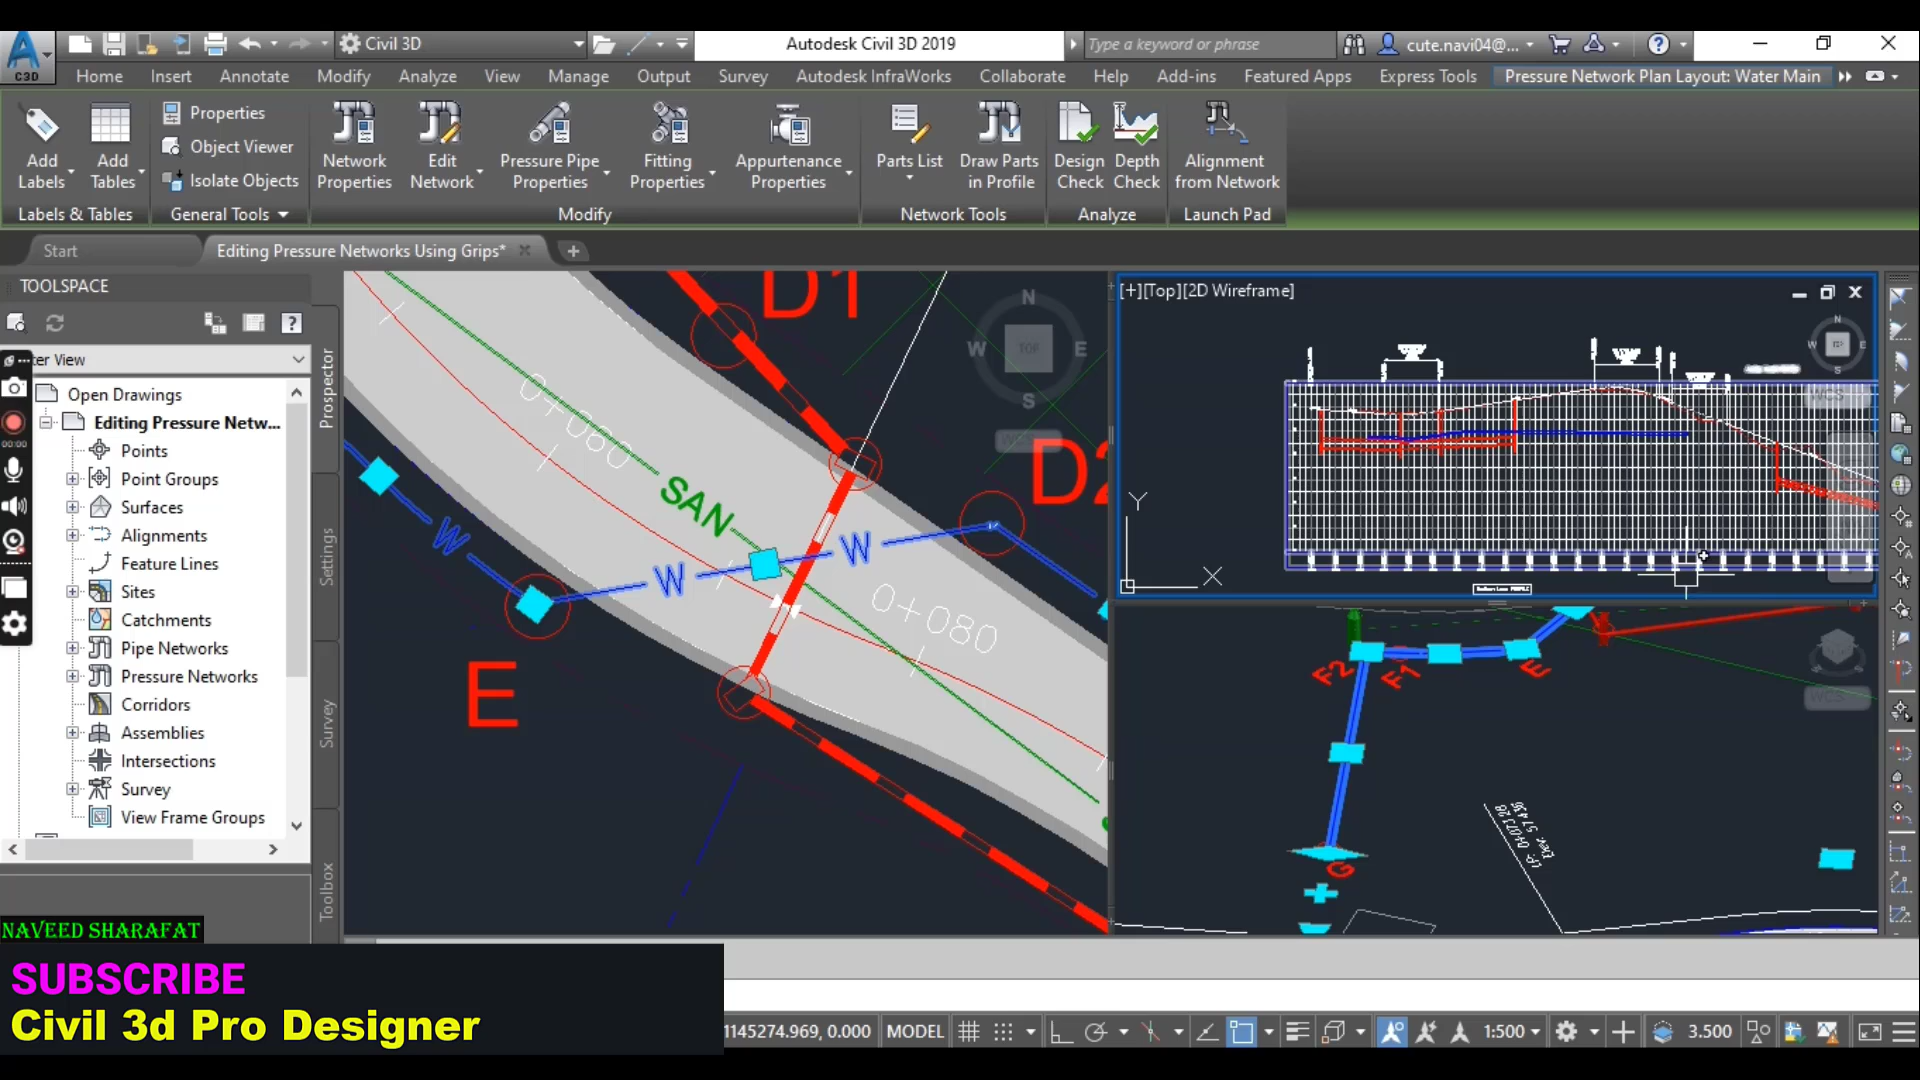 C3D
Civil 3D
Autodesk Civil 3D 2019
Type a keyword or phrase
cute.navi04@...
Home Insert Annotate Modify Analyze View Manage Output Survey Autodesk InfraWorks Collaborate Help Add-ins Featured Apps Express Tools Pressure Network Plan Layout: Water Main
Add Labels
Add Tables
Properties
Object Viewer
Isolate Objects
Network Properties
Edit Network
Pressure Pipe Properties
Fitting Properties
Appurtenance Properties
Parts List
Draw Parts in Profile
Design Check
Depth Check
Alignment from Network
Labels & Tables
General Tools
Modify
Network Tools
Analyze
Launch Pad
Start
Editing Pressure Networks Using Grips*
TOOLSPACE
ter View
Open Drawings
Editing Pressure Netw...
Points
Point Groups
Surfaces
Alignments
Feature Lines
Sites
Catchments
Pipe Networks
Pressure Networks
Corridors
Assemblies
Intersections
Survey
View Frame Groups
Prospector
Settings
Survey
Toolbox
00:00
D1
D2
E
SAN
W
W
W
0+080
0+080
N
W
TOP
E
S
[+][Top][2D Wireframe]
N
W
E
S
WCS
Y
X
F2
F1
E
G
WCS
NAVEED SHARAFAT
SUBSCRIBE
Civil 3d Pro Designer
1145274.969, 0.000
MODEL
1:500
3.500